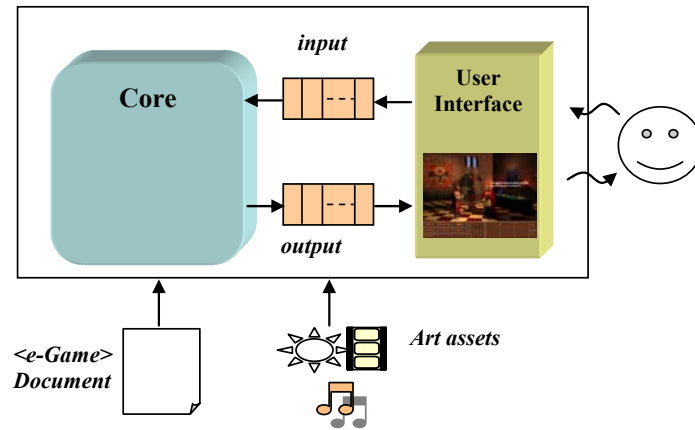 input
Core
User
Interface
output
<e-Game>
Document
Art assets